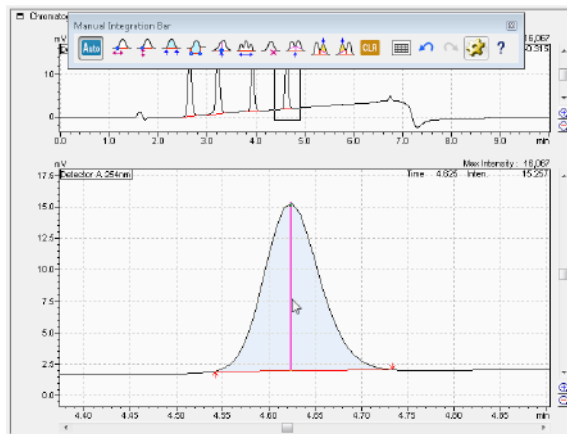 Chromato
Manual Integration Bar
Auto
CLR
?
mV
16,067
-0.315
10
0
0.0 1.0 2.0 3.0 4.0 5.0 6.0 7.0 8.0 9.0 min
mV
Max Intensity : 16,067
Detector A 254nm
Time 4.625 Inten. 15.257
17.5
15.0
12.5
10.0
7.5
5.0
2.5
0.0
4.40 4.45 4.50 4.55 4.60 4.65 4.70 4.75 4.80 4.85 min